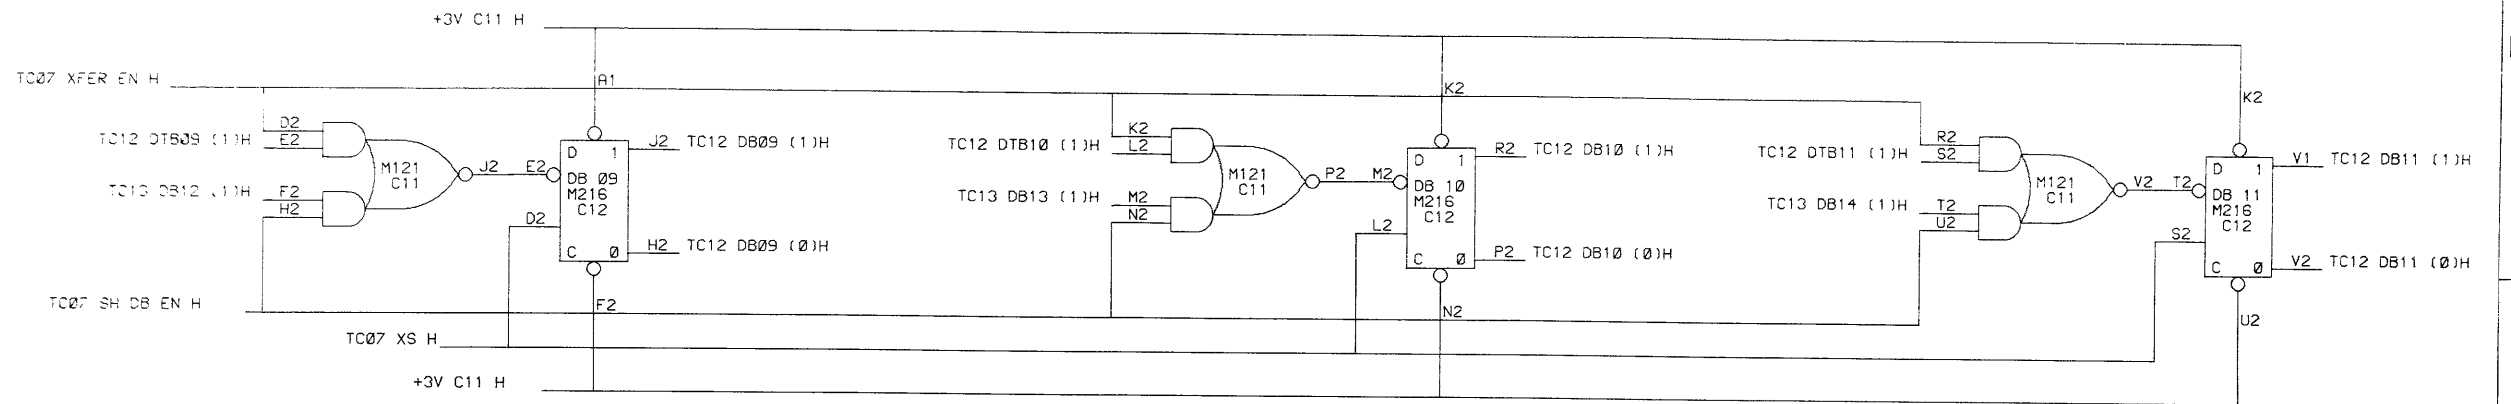 +3V C11 H
TC07 XFER EN H
A1
K2
K2
D2
TC12 DTB09 (1)H
E2
M121
C11
J2
E2
TC13 DB12 (1)H
F2
H2
D 1
DB 09
M216
C12
C 0
D2
J2 TC12 DB09 (1)H
H2 TC12 DB09 (0)H
F2
K2
TC12 DTB10 (1)H
L2
M121
C11
P2
M2
TC13 DB13 (1)H
M2
N2
D 1
DB 10
M216
C12
C 0
L2
R2 TC12 DB10 (1)H
P2 TC12 DB10 (0)H
N2
R2
TC12 DTB11 (1)H
S2
M121
C11
V2
T2
TC13 DB14 (1)H
T2
U2
D 1
DB 11
M216
C12
C 0
S2
V1 TC12 DB11 (1)H
V2 TC12 DB11 (0)H
U2
TC07 SH DB EN H
TC07 XS H
+3V C11 H